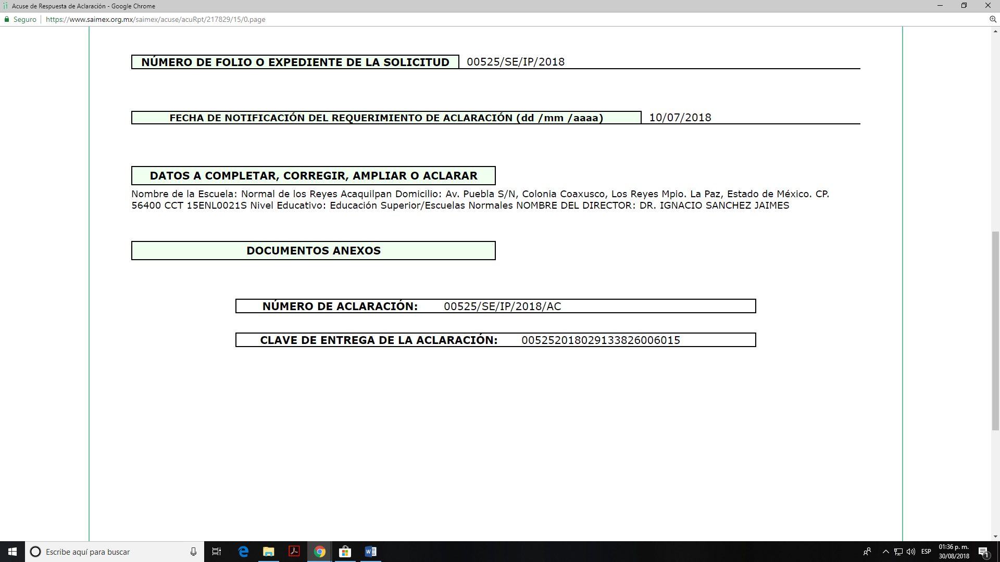 Acuse de Respuesta de Aclaración - Google Chrome
Seguro https://www.saimex.org.mx/saimex/acuse/acuRpt/217829/15/0.page
NÚMERO DE FOLIO O EXPEDIENTE DE LA SOLICITUD 00525/SE/IP/2018
FECHA DE NOTIFICACIÓN DEL REQUERIMIENTO DE ACLARACIÓN (dd /mm /aaaa) 10/07/2018
DATOS A COMPLETAR, CORREGIR, AMPLIAR O ACLARAR
Nombre de la Escuela: Normal de los Reyes Acaquilpan Domicilio: Av. Puebla S/N, Colonia Coaxusco, Los Reyes Mpio. La Paz, Estado de México. CP.
56400 CCT 15ENL0021S Nivel Educativo: Educación Superior/Escuelas Normales NOMBRE DEL DIRECTOR: DR. IGNACIO SANCHEZ JAIMES
DOCUMENTOS ANEXOS
NÚMERO DE ACLARACIÓN: 00525/SE/IP/2018/AC
CLAVE DE ENTREGA DE LA ACLARACIÓN: 005252018029133826006015
Escribe aquí para buscar
ESP
01:36 p. m.
30/08/2018
1